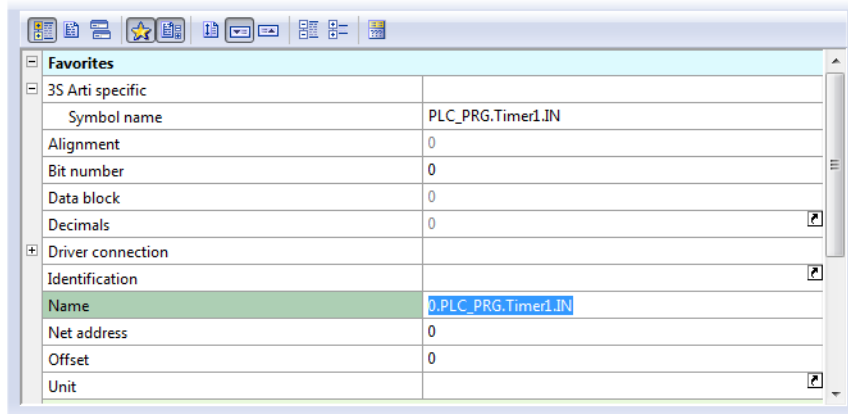 Favorites
3S Arti specific
Symbol name PLC_PRG.Timer1.IN
Alignment 0
Bit number 0
Data block 0
Decimals 0
Driver connection
Identification
Name 0.PLC_PRG.Timer1.IN
Net address 0
Offset 0
Unit